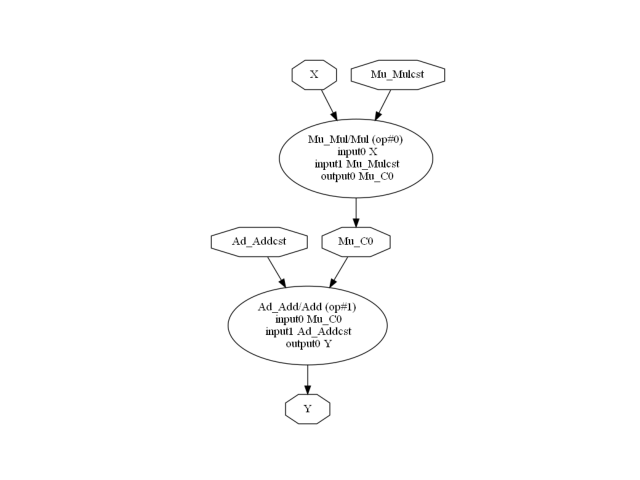 X
Mu_Mulcst
Mu_Mul/Mul (op#0)
input0 X
input1 Mu_Mulcst
output0 Mu_C0
Ad_Addcst
Mu_C0
Ad_Add/Add (op#1)
input0 Mu_C0
input1 Ad_Addcst
output0 Y
Y